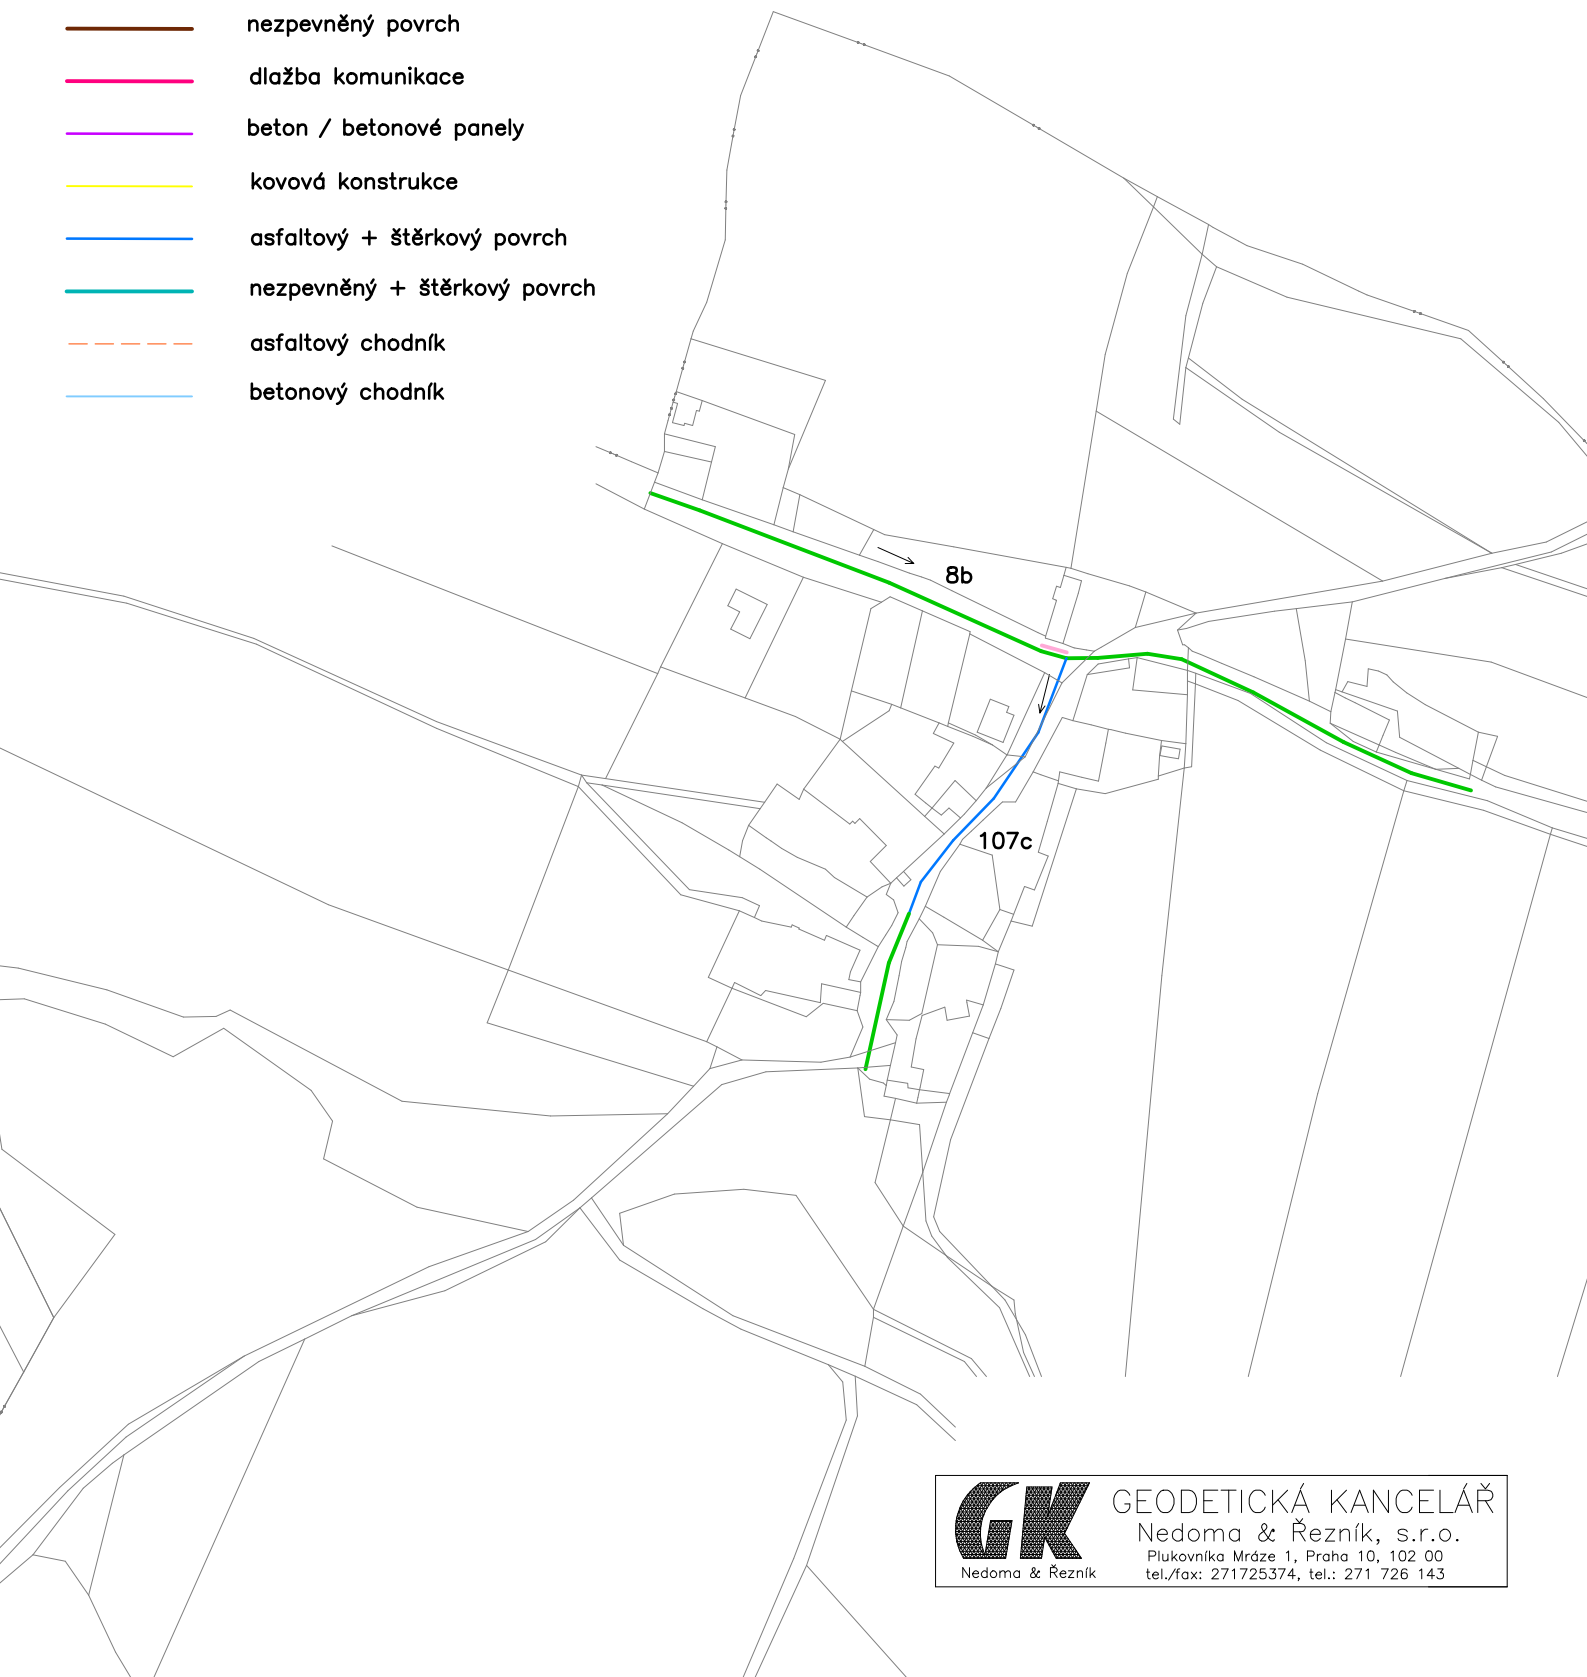 nezpevněný povrch
dlažba komunikace
beton / betonové panely
kovová konstrukce
asfaltový + štěrkový povrch
nezpevněný + štěrkový povrch
asfaltový chodník
betonový chodník
8b
107c
GK
Nedoma & Řezník
GEODETICKÁ KANCELÁŘ
Nedoma & Řezník, s.r.o.
Plukovníka Mráze 1, Praha 10, 102 00
tel./fax: 271725374, tel.: 271 726 143